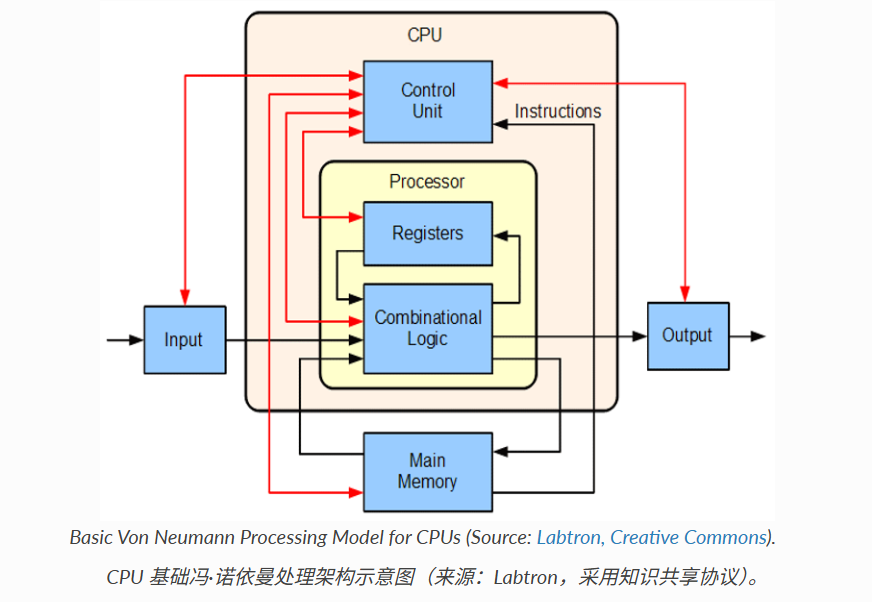 CPU
Control
Unit
Instructions
Processor
Registers
Combinational
Logic
Input
Output
Main
Memory
Basic Von Neumann Processing Model for CPUs (Source: Labtron, Creative Commons).
CPU 基础冯·诺依曼处理架构示意图（来源：Labtron，采用知识共享协议）。